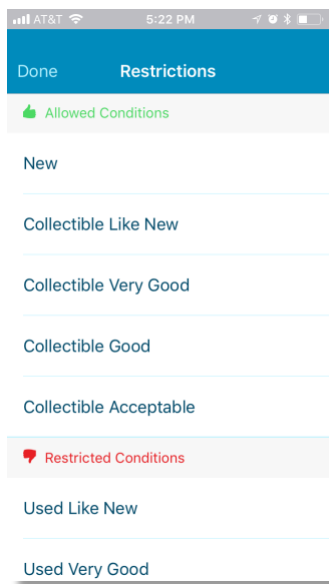 AT&T 5:22 PM
Done Restrictions
Allowed Conditions
New
Collectible Like New
Collectible Very Good
Collectible Good
Collectible Acceptable
Restricted Conditions
Used Like New
Used Very Good